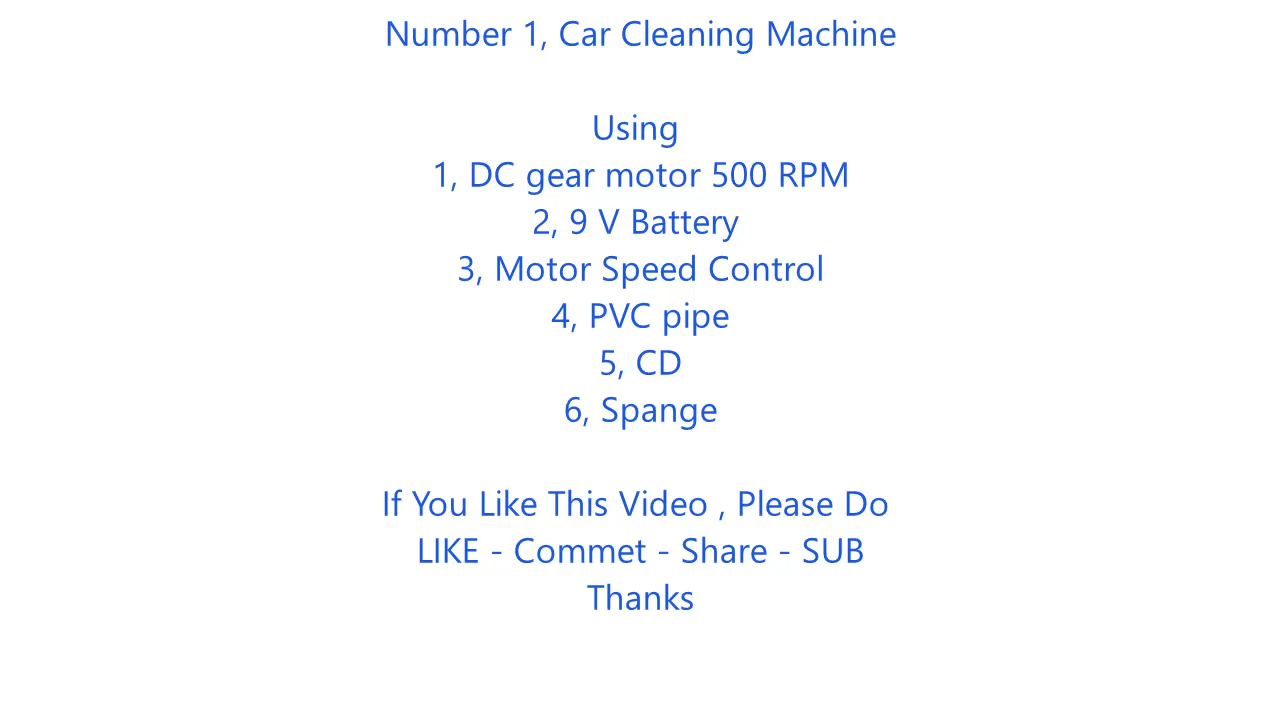 Number 1, Car Cleaning Machine
Using
1, DC gear motor 500 RPM
2, 9 V Battery
3, Motor Speed Control
4, PVC pipe
5, CD
6, Spange
If You Like This Video , Please Do
LIKE - Commet - Share - SUB
Thanks